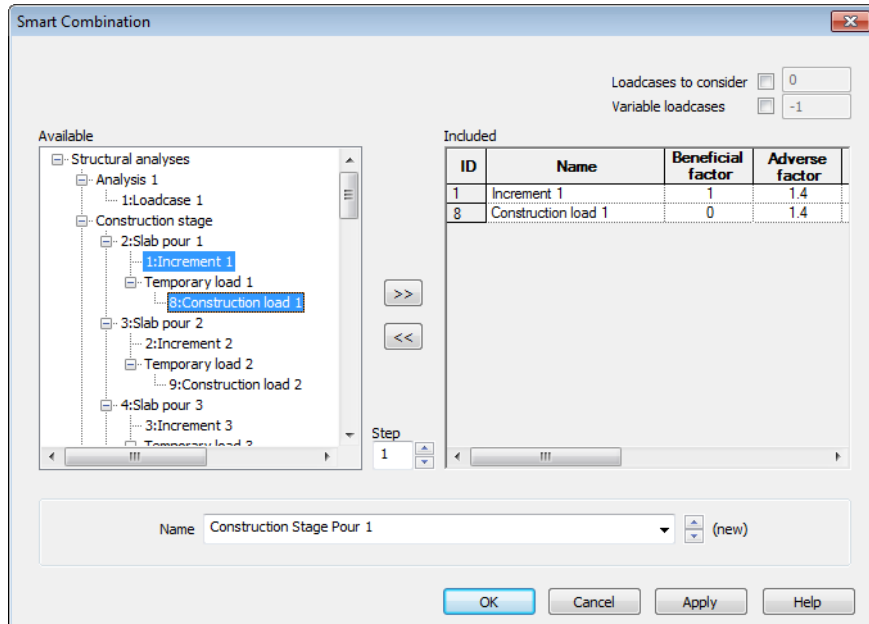 Smart Combination
Loadcases to consider 0
Variable loadcases -1
Available
Structural analyses
Analysis 1
1:Loadcase 1
Construction stage
2:Slab pour 1
1:Increment 1
Temporary load 1
8:Construction load 1
3:Slab pour 2
2:Increment 2
Temporary load 2
9:Construction load 2
4:Slab pour 3
3:Increment 3
Temporary load 3
>>
<<
Step
1
Included
ID Name Beneficial factor Adverse factor
1 Increment 1 1 1.4
8 Construction load 1 0 1.4
Name Construction Stage Pour 1 (new)
OK Cancel Apply Help